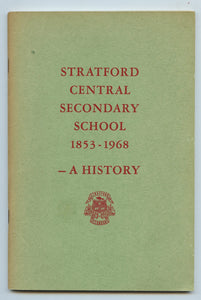 STRATFORD
CENTRAL
SECONDARY
SCHOOL
1853-1968
– A HISTORY